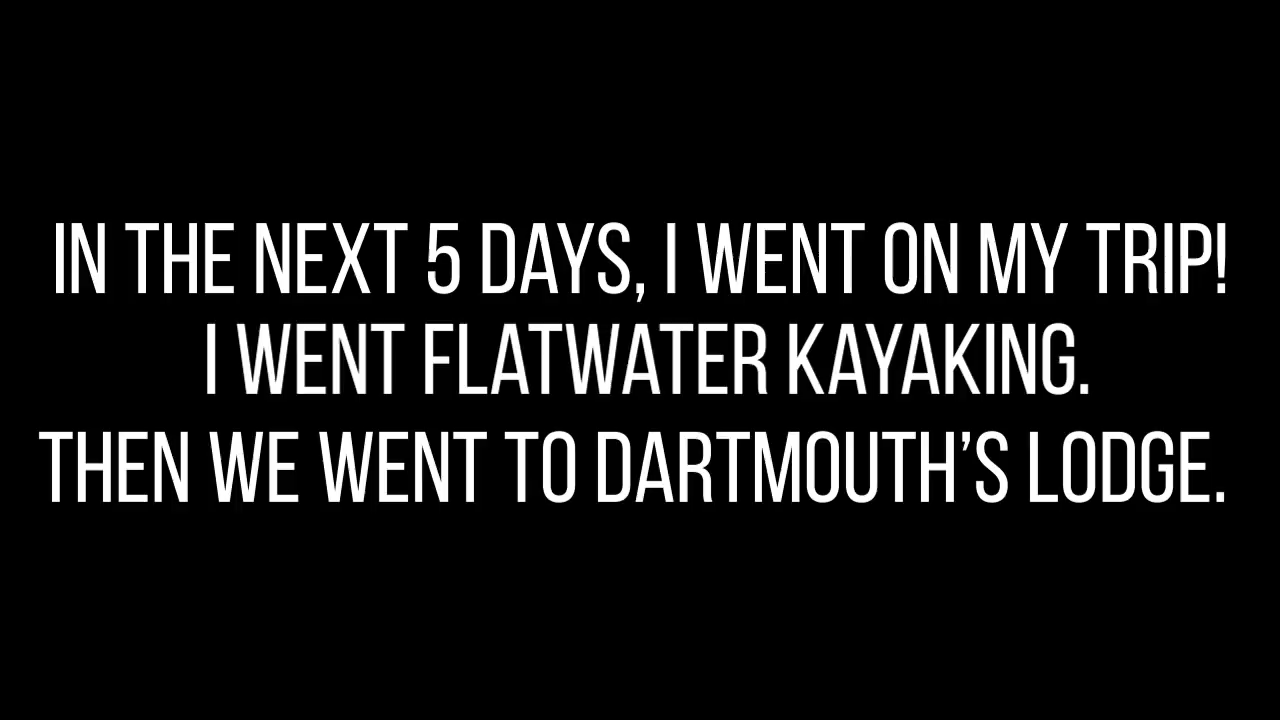 IN THE NEXT 5 DAYS, I WENT ON MY TRIP!
I WENT FLATWATER KAYAKING.
THEN WE WENT TO DARTMOUTH’S LODGE.